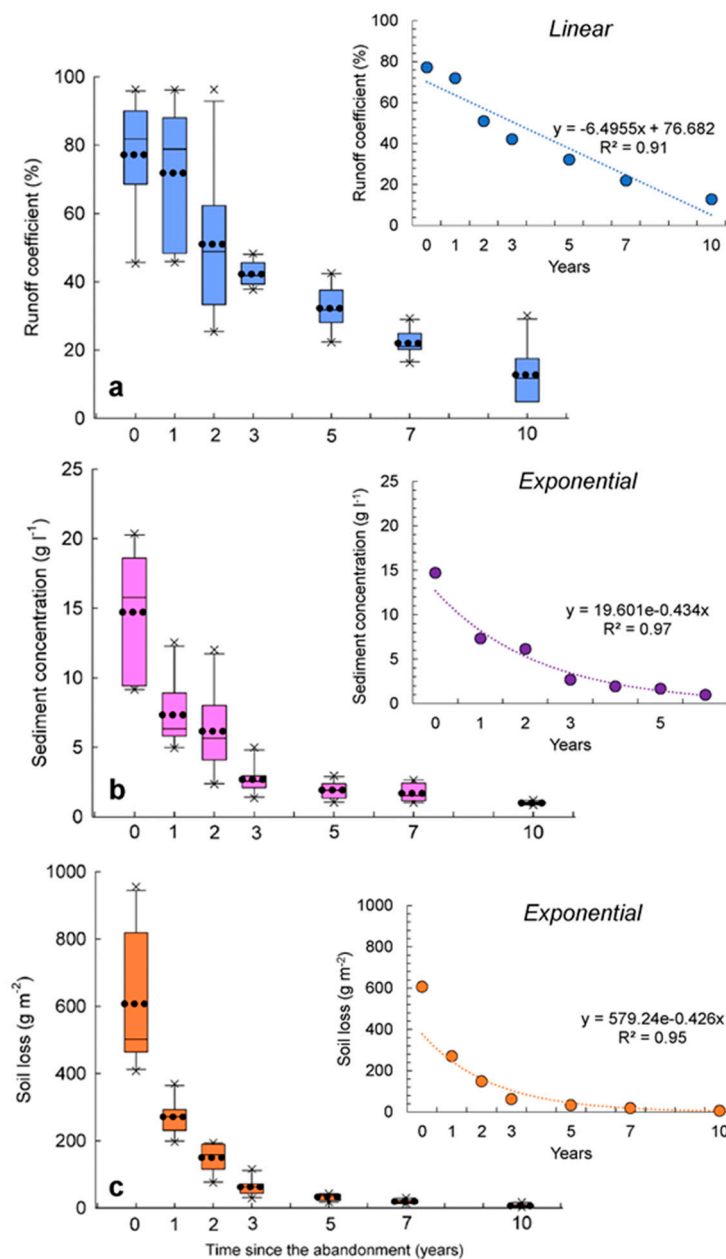 Linear
100
80
60
40
20
0
Runoff coefficient (%)
a
0 1 2 3 5 7 10
100
80
60
40
20
0
Runoff coefficient (%)
y = -6.4955x + 76.682
R² = 0.91
0 1 2 3 5 7 10
Years
Exponential
25
20
15
10
5
0
Sediment concentration (g l⁻¹)
b
0 1 2 3 5 7 10
25
20
15
10
5
0
Sediment concentration (g l⁻¹)
y = 19.601e-0.434x
R² = 0.97
0 1 2 3 5
Years
Exponential
1000
800
600
400
200
0
Soil loss (g m⁻²)
c
0 1 2 3 5 7 10
Time since the abandonment (years)
1000
800
600
400
200
0
Soil loss (g m⁻²)
y = 579.24e-0.426x
R² = 0.95
0 1 2 3 5 7 10
Years